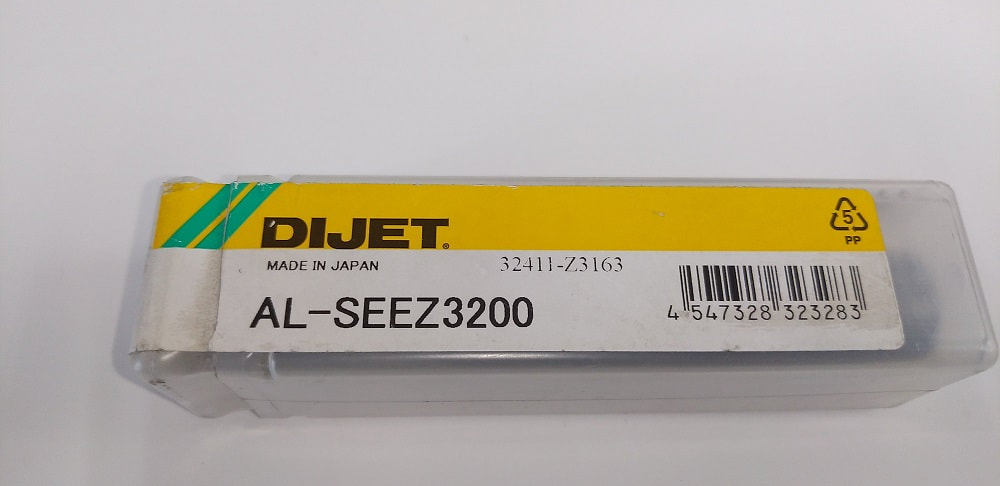 DIJET®
5
PP
MADE IN JAPAN
32411-Z3163
AL-SEEZ3200
4 547328 323283